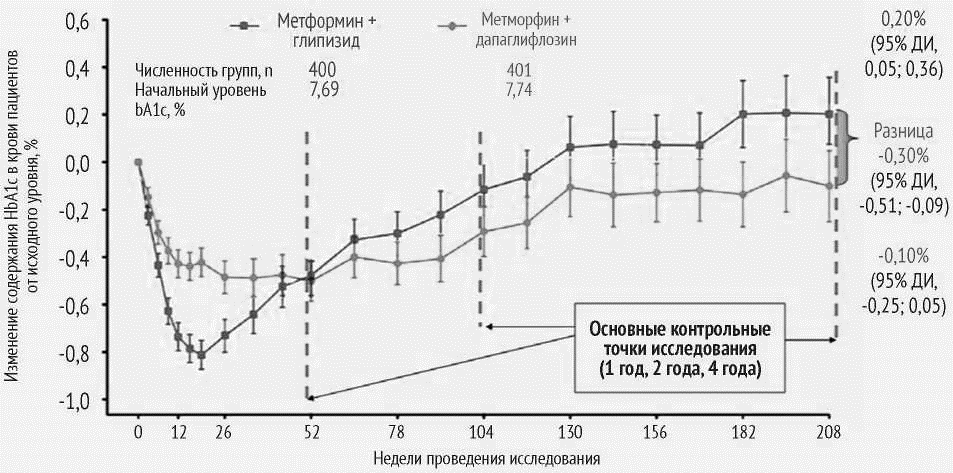 Метформин +
глипизид
Метморфин +
дапаглифлозин
Численность групп, n
400
401
Начальный уровень
7,69
7,74
bA1c, %
Изменение содержания HbA1c в крови пациентов
от исходного уровня, %
0,6
0,4
0,2
0,0
-0,2
-0,4
-0,6
-0,8
-1,0
0,20%
(95% ДИ,
0,05; 0,36)
Разница
-0,30%
(95% ДИ,
-0,51; -0,09)
-0,10%
(95% ДИ,
-0,25; 0,05)
Основные контрольные
точки исследования
(1 год, 2 года, 4 года)
0 12 26 52 78 104 130 156 182 208
Недели проведения исследования